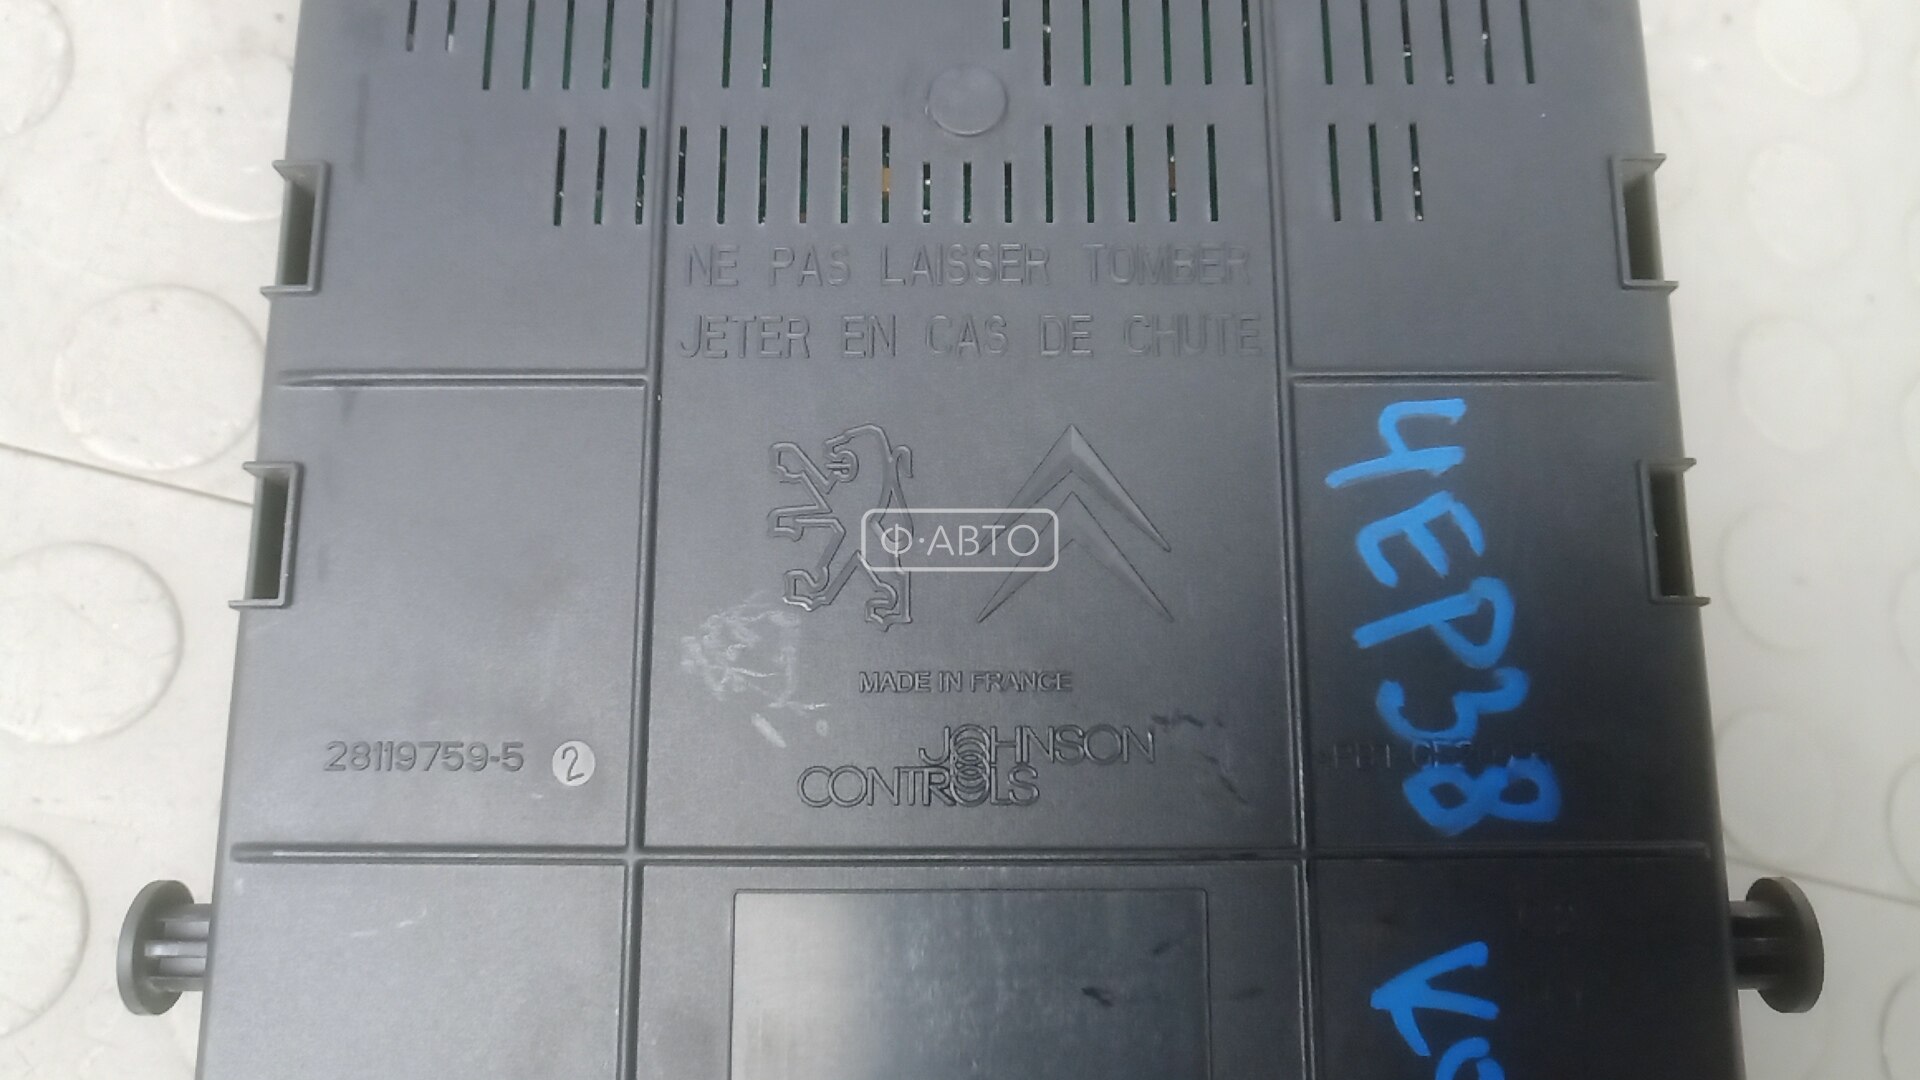 NE PAS LAISSER TOMBER
JETER EN CAS DE CHUTE
Ф·АВТО
MADE IN FRANCE
28119759-5 2
JOHNSON
CONTROLS
4EP38